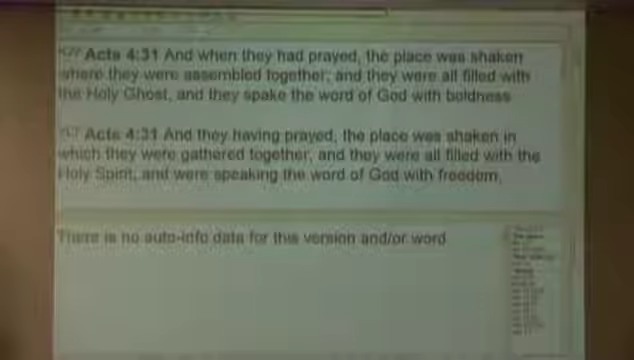 KJV Acts 4:31 And when they had prayed, the place was shaken
where they were assembled together; and they were all filled with
the Holy Ghost, and they spake the word of God with boldness.
YLT Acts 4:31 And they having prayed, the place was shaken in
which they were gathered together, and they were all filled with the
Holy Spirit, and were speaking the word of God with freedom,
There is no auto-info data for this version and/or word